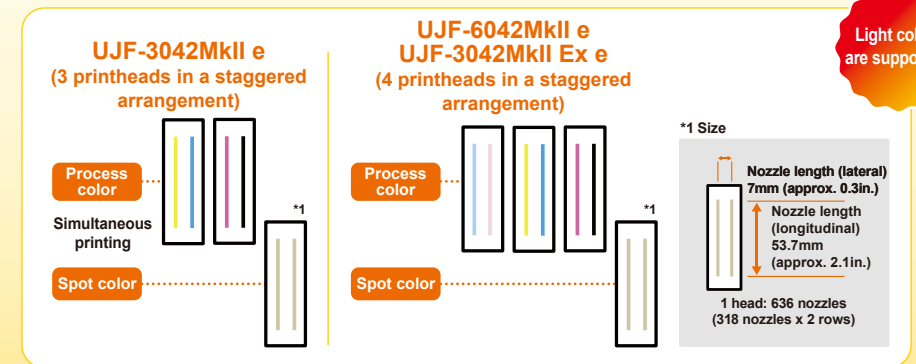 UJF-3042MkII e
(3 printheads in a staggered
arrangement)
Process
color
Simultaneous
printing
Spot color
*1
UJF-6042MkII e
UJF-3042MkII Ex e
(4 printheads in a staggered
arrangement)
Process
color
Spot color
*1
Light
are
*1 Size
Nozzle length (lateral)
7mm (approx. 0.3in.)
Nozzle length
(longitudinal)
53.7mm
(approx. 2.1in.)
1 head: 636 nozzles
(318 nozzles x 2 rows)